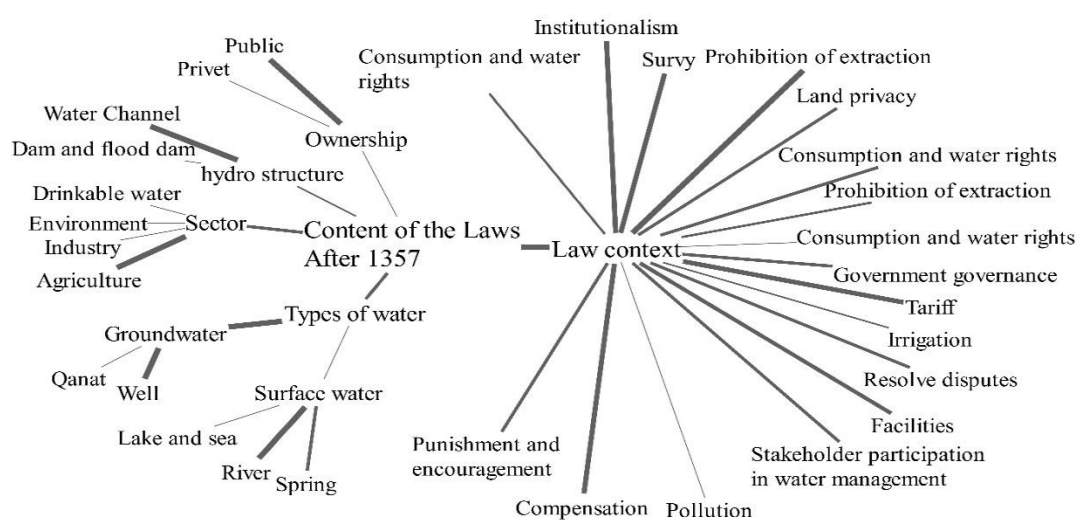 Institutionalism
Public
Consumption and water
rights
Survy
Prohibition of extraction
Privet
Land privacy
Water Channel
Ownership
Dam and flood dam
hydro structure
Consumption and water rights
Drinkable water
Prohibition of extraction
Environment
Sector
Industry
Content of the Laws
After 1357
Law context
Consumption and water rights
Agriculture
Government governance
Tariff
Types of water
Groundwater
Irrigation
Qanat
Well
Surface water
Resolve disputes
Lake and sea
Facilities
River
Spring
Punishment and
encouragement
Stakeholder participation
in water management
Compensation
Pollution